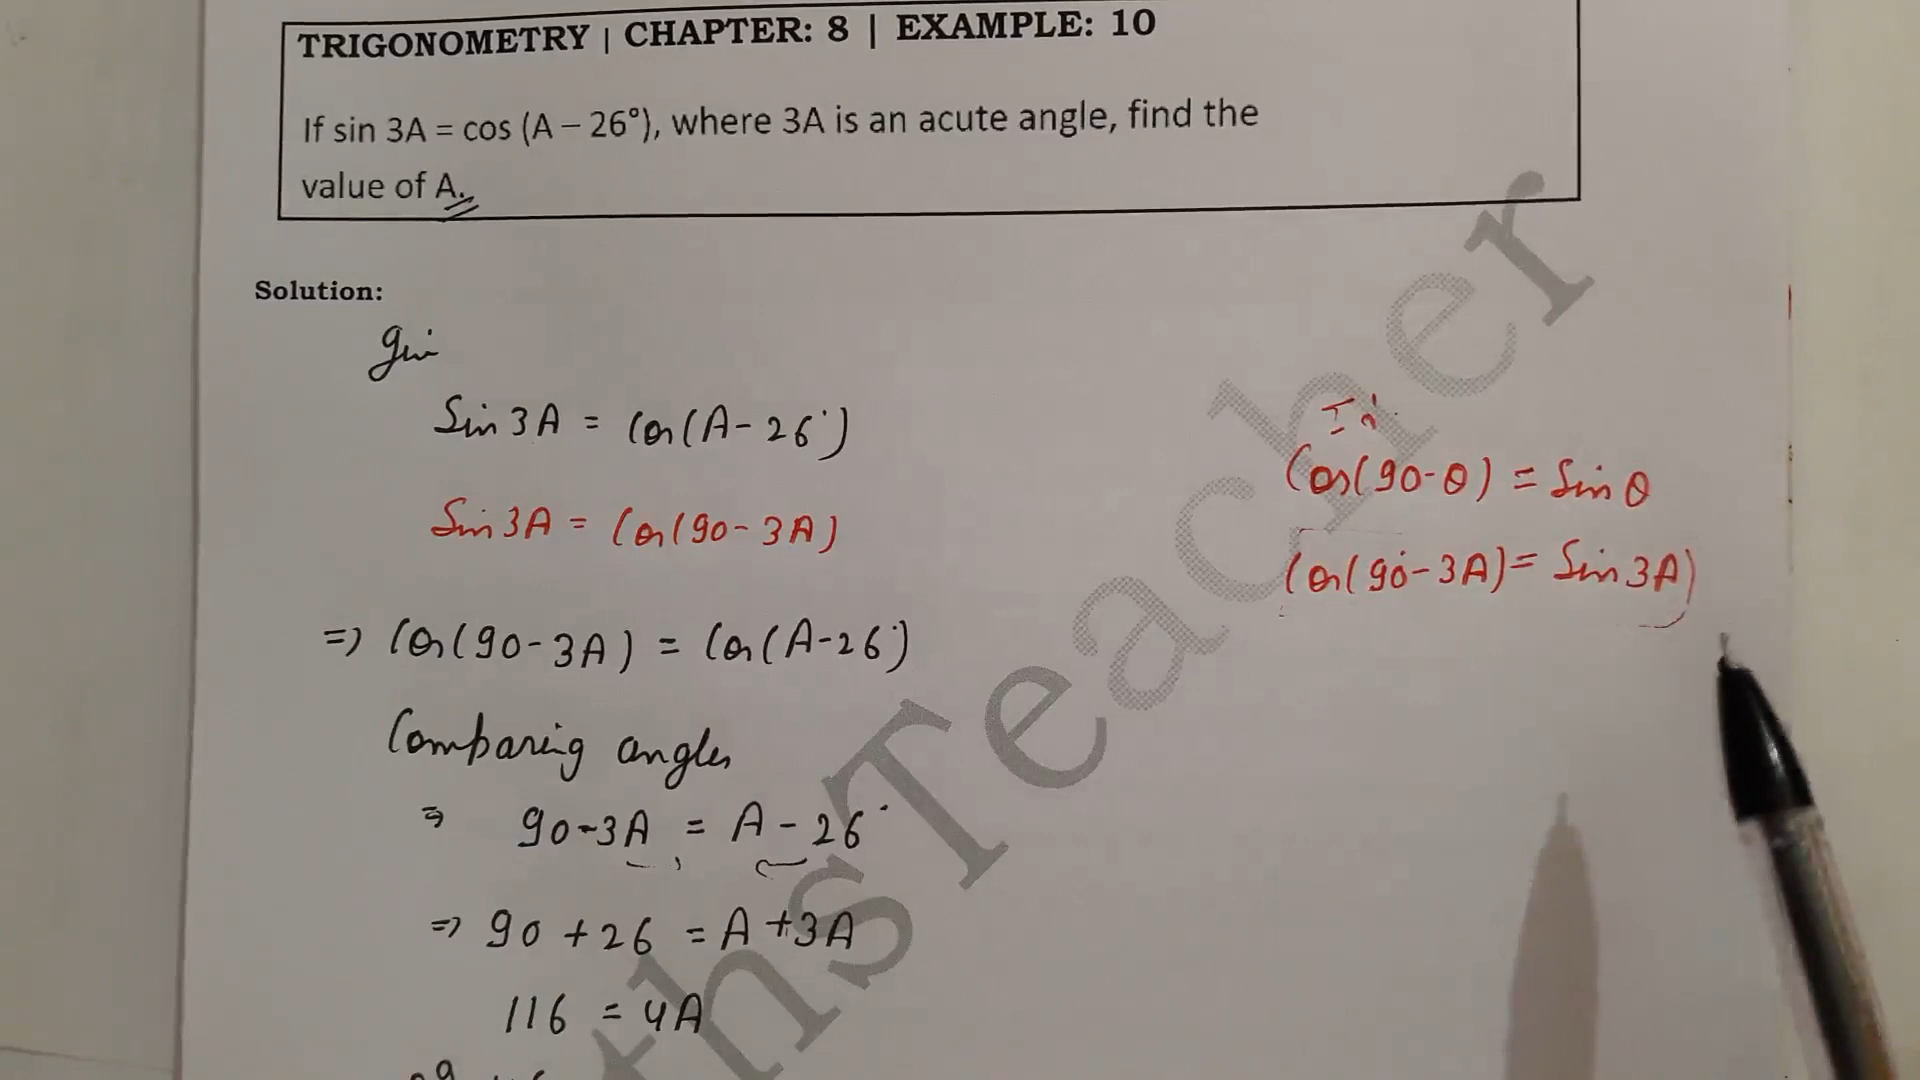 TRIGONOMETRY | CHAPTER: 8 | EXAMPLE: 10
If sin 3A = cos (A – 26°), where 3A is an acute angle, find the
value of A.
Solution:
Sin 3A = Cos(A - 26°)
Cos(90 - θ) = Sin θ
Sin 3A = Cos(90 - 3A)
Cos(90° - 3A) = Sin 3A)
=> Cos(90 - 3A) = Cos(A - 26°)
Comparing angles
⇒ 90 - 3A = A - 26°
=> 90 + 26 = A + 3A
116 = 4A
hsTeacher